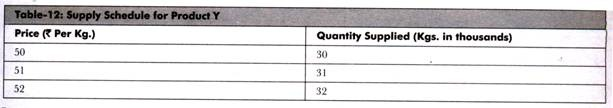 Table-12: Supply Schedule for Product Y
Price (₹ Per Kg.) Quantity Supplied (Kgs. in thousands)
50 30
51 31
52 32